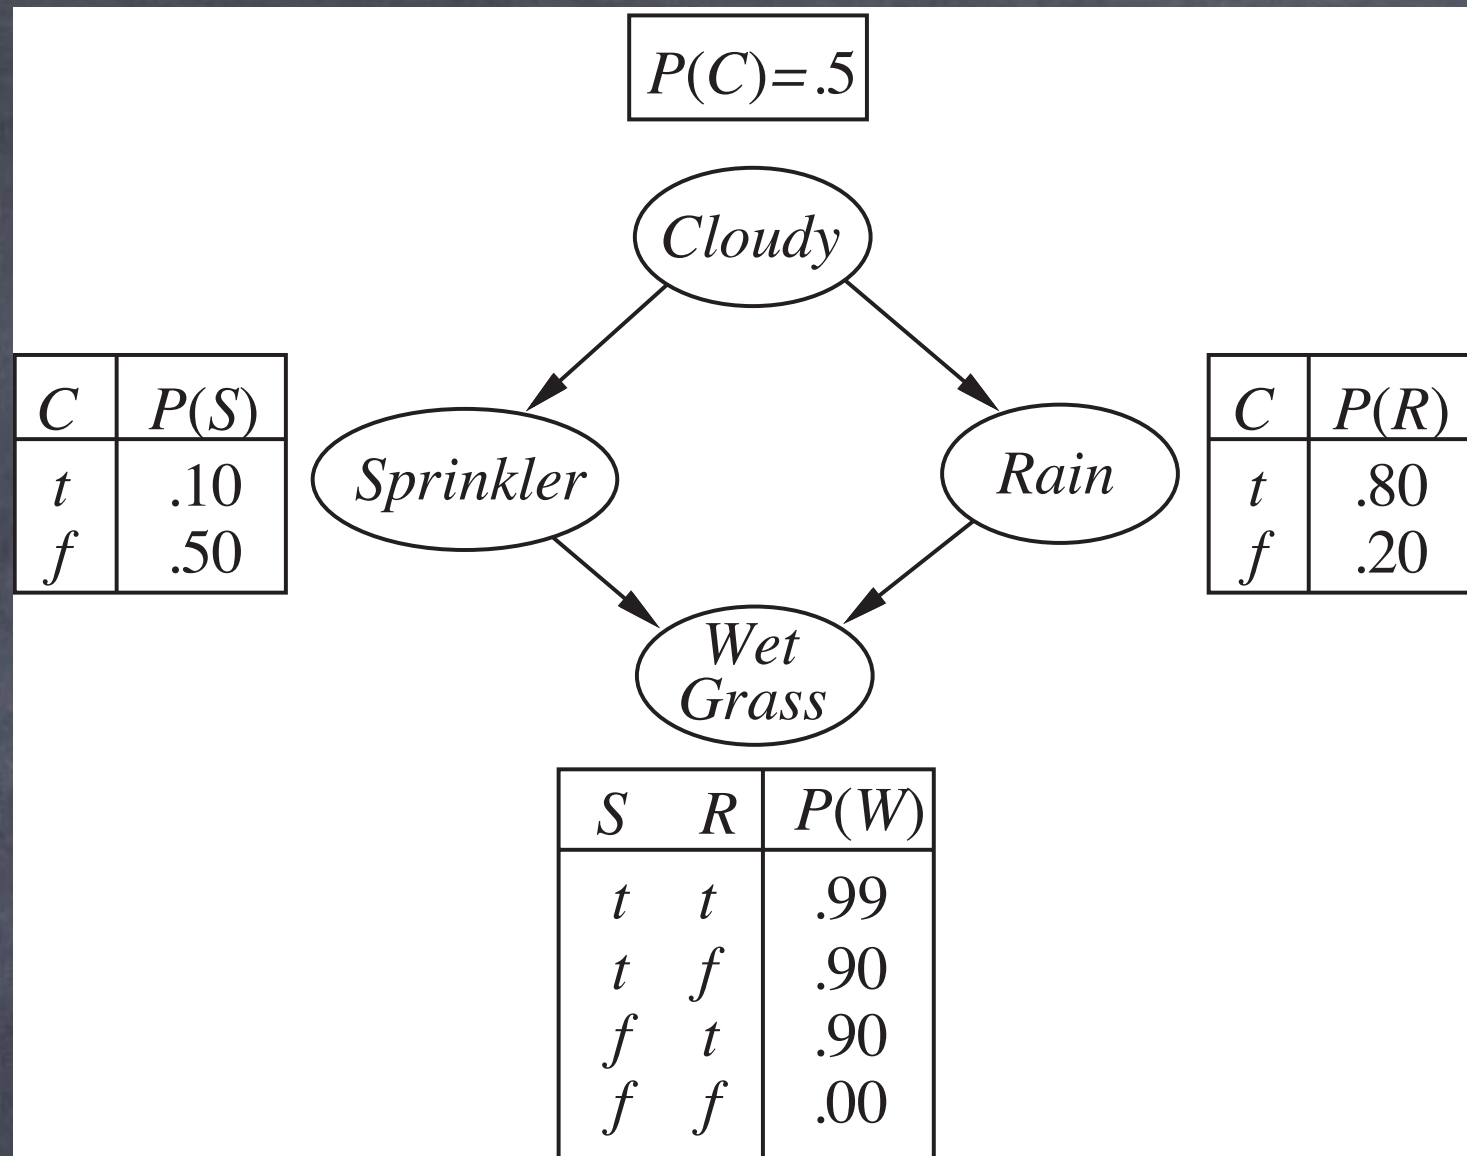 P(C)=.5
Cloudy
C P(S)
t .10
f .50
Sprinkler
Rain
C P(R)
t .80
f .20
Wet
Grass
S R P(W)
t t .99
t f .90
f t .90
f f .00